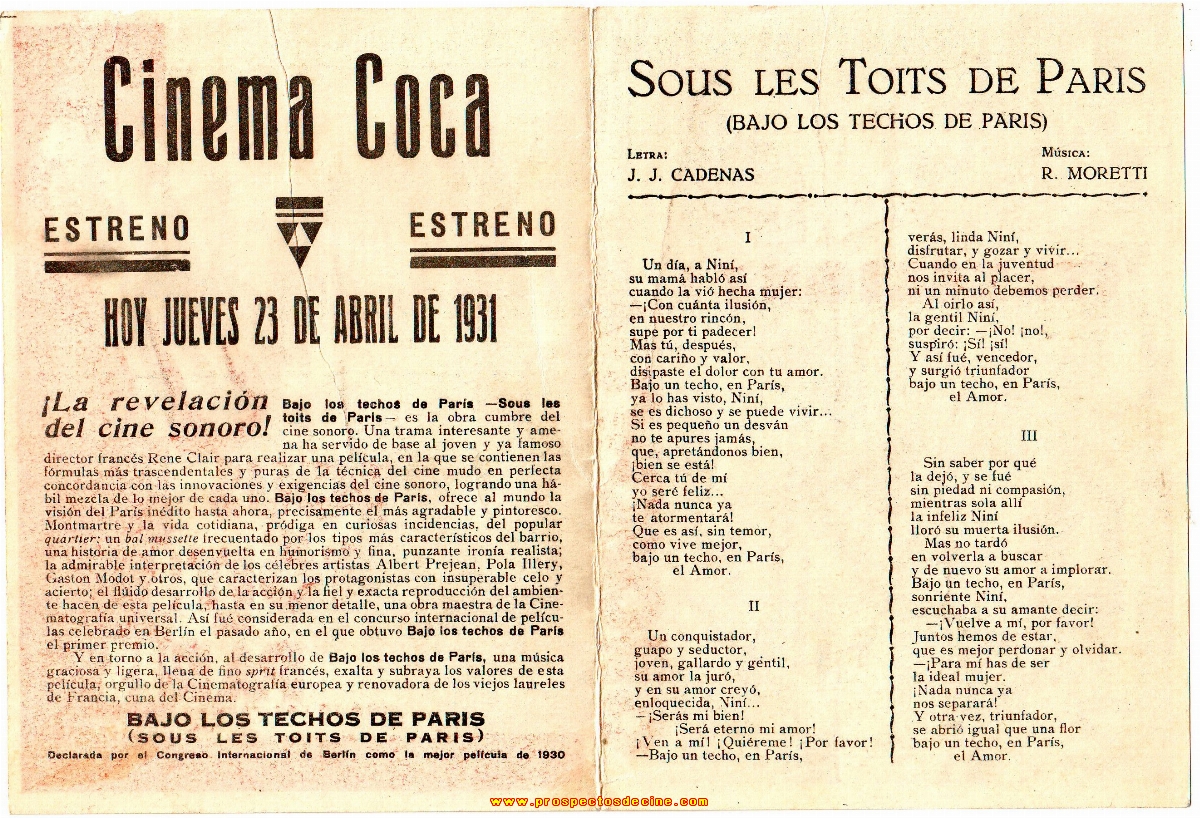 Cinema Coca
ESTRENO
ESTRENO
HOY JUEVES 23 DE ABRIL DE 1931
¡La revelación
del cine sonoro!
Bajo los techos de París —Sous les
toits de Paris— es la obra cumbre del
cine sonoro. Una trama interesante y ame-
na ha servido de base al joven y ya famoso
director francés Rene Clair para realizar una película, en la que se contienen las
fórmulas más trascendentales y puras de la técnica del cine mudo en perfecta
concordancia con las innovaciones y exigencias del cine sonoro, logrando una há-
bil mezcla de lo mejor de cada uno. Bajo los techos de París, ofrece al mundo la
visión del París inédito hasta ahora, precisamente el más agradable y pintoresco.
Montmartre y la vida cotidiana, pródiga en curiosas incidencias, del popular
quartier; un bal mussette frecuentado por los tipos más característicos del barrio,
una historia de amor desenvuelta en humorismo y fina, punzante ironía realista;
la admirable interpretación de los célebres artistas Albert Prejean, Pola Illery,
Gaston Modot y otros, que caracterizan los protagonistas con insuperable celo y
acierto; el flúido desarrollo de la acción y la fiel y exacta reproducción del ambien-
te hacen de esta película, hasta en su menor detalle, una obra maestra de la Cine-
matografía universal. Así fué considerada en el concurso internacional de pelícu-
las celebrado en Berlín el pasado año, en el que obtuvo Bajo los techos de París
el primer premio.
Y en torno a la acción, al desarrollo de Bajo los techos de París, una música
graciosa y ligera, llena de fino sprit francés, exalta y subraya los valores de esta
película, orgullo de la Cinematografía europea y renovadora de los viejos laureles
de Francia, cuna del Cinema.
BAJO LOS TECHOS DE PARIS
(SOUS LES TOITS DE PARIS)
Declarada por el Congreso Internacional de Berlín como la mejor película de 1930
SOUS LES TOITS DE PARIS
(BAJO LOS TECHOS DE PARIS)
LETRA:
J. J. CADENAS
MÚSICA:
R. MORETTI
I
Un día, a Niní,
su mamá habló así
cuando la vió hecha mujer:
—¡Con cuánta ilusión,
en nuestro rincón,
supe por ti padecer!
Mas tú, después,
con cariño y valor,
disipaste el dolor con tu amor.
Bajo un techo, en París,
ya lo has visto, Niní,
se es dichoso y se puede vivir...
Si es pequeño un desván
no te apures jamás,
que, apretándonos bien,
¡bien se está!
Cerca tú de mí
yo seré feliz...
¡Nada nunca ya
te atormentará!
Que es así, sin temor,
como vive mejor,
bajo un techo, en París,
el Amor.
II
Un conquistador,
guapo y seductor,
joven, gallardo y gentil,
su amor la juró,
y en su amor creyó,
enloquecida, Niní...
—¡Serás mi bien!
¡Será eterno mi amor!
¡Ven a mí! ¡Quiéreme! ¡Por favor!
—Bajo un techo, en París,
verás, linda Niní,
disfrutar, y gozar y vivir...
Cuando en la juventud
nos invita al placer,
ni un minuto debemos perder.
Al oirlo así,
la gentil Niní,
por decir: —¡No! ¡no!,
suspiró: ¡Sí! ¡sí!
Y así fué, vencedor,
y surgió triunfador
bajo un techo, en París,
el Amor.
III
Sin saber por qué
la dejó, y se fué
sin piedad ni compasión,
mientras sola allí
la infeliz Niní
lloró su muerta ilusión.
Mas no tardó
en volverla a buscar
y de nuevo su amor a implorar.
Bajo un techo, en París,
sonriente Niní,
escuchaba a su amante decir:
—¡Vuelve a mí, por favor!
Juntos hemos de estar,
que es mejor perdonar y olvidar.
—¡Para mí has de ser
la ideal mujer.
¡Nada nunca ya
nos separará!
Y otra vez, triunfador,
se abrió igual que una flor
bajo un techo, en París,
el Amor.
www.prospectosdecine.com